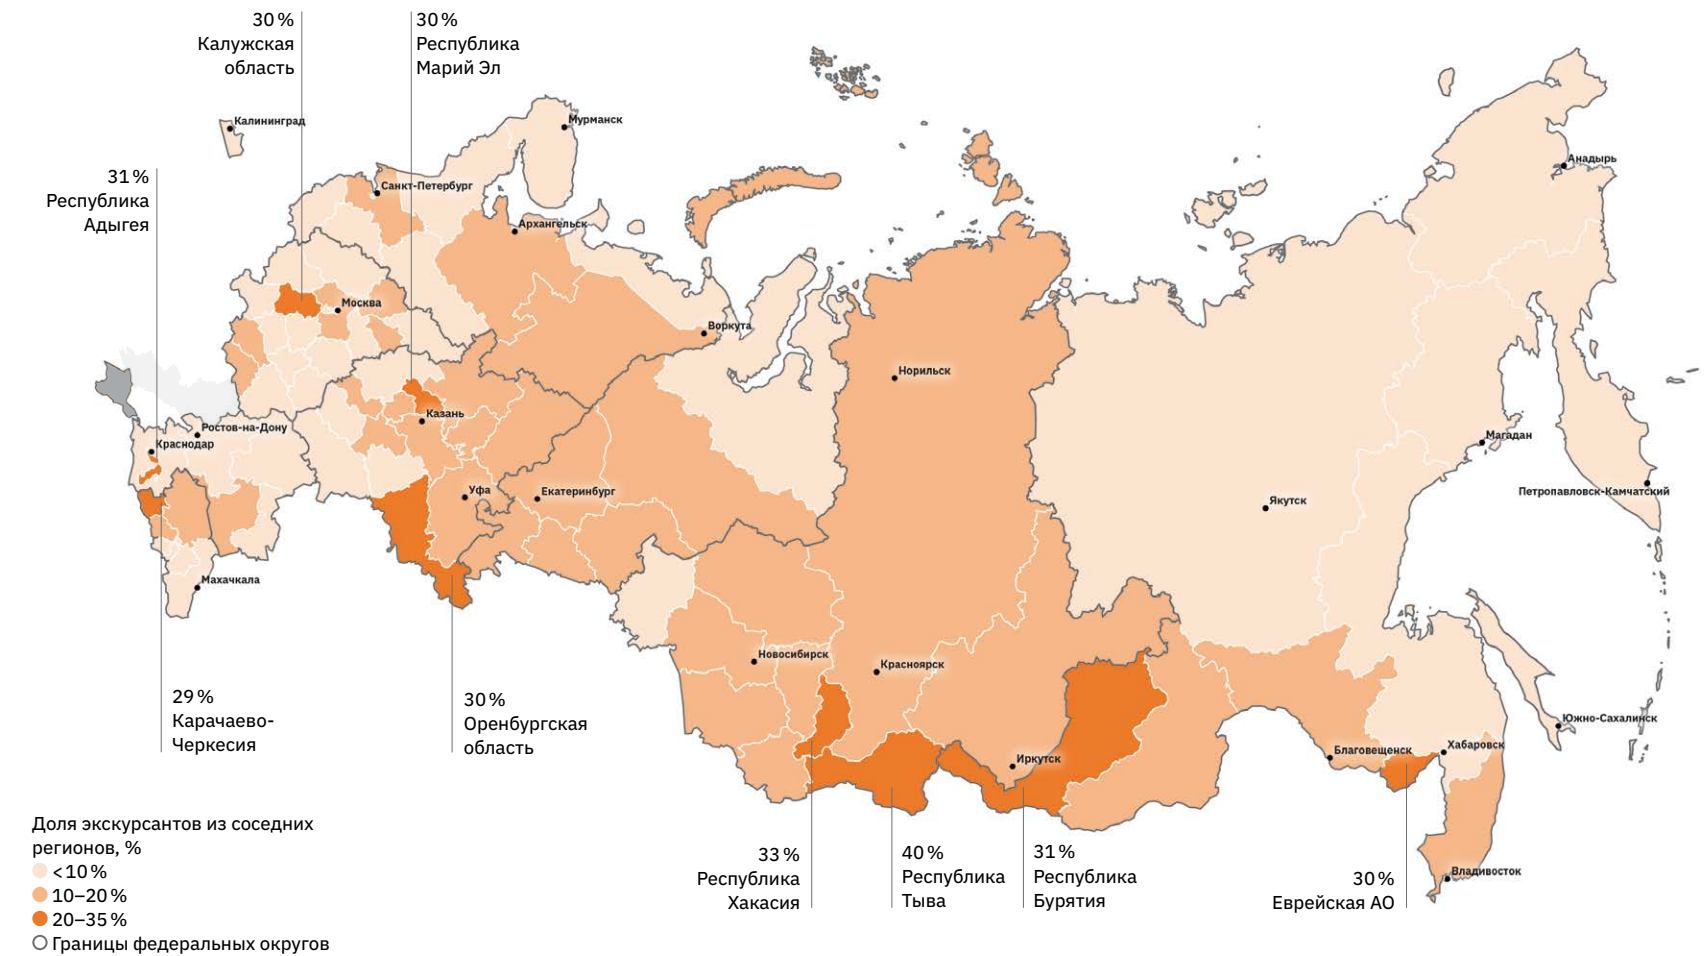 30 %
Калужская
область
30 %
Республика
Марий Эл
Калининград
Мурманск
31 %
Республика
Адыгея
Санкт-Петербург
Анадырь
Архангельск
Москва
Воркута
Норильск
Казань
Ростов-на-Дону
Краснодар
Магадан
Уфа
Екатеринбург
Якутск
Петропавловск-Камчатский
Махачкала
Новосибирск
Красноярск
29 %
Карачаево-
Черкесия
30 %
Оренбургская
область
Южно-Сахалинск
Иркутск
Благовещенск
Хабаровск
Владивосток
33 %
Республика
Хакасия
40 %
Республика
Тыва
31 %
Республика
Бурятия
30 %
Еврейская АО
Доля экскурсантов из соседних
регионов, %
< 10 %
10–20 %
20–35 %
Границы федеральных округов